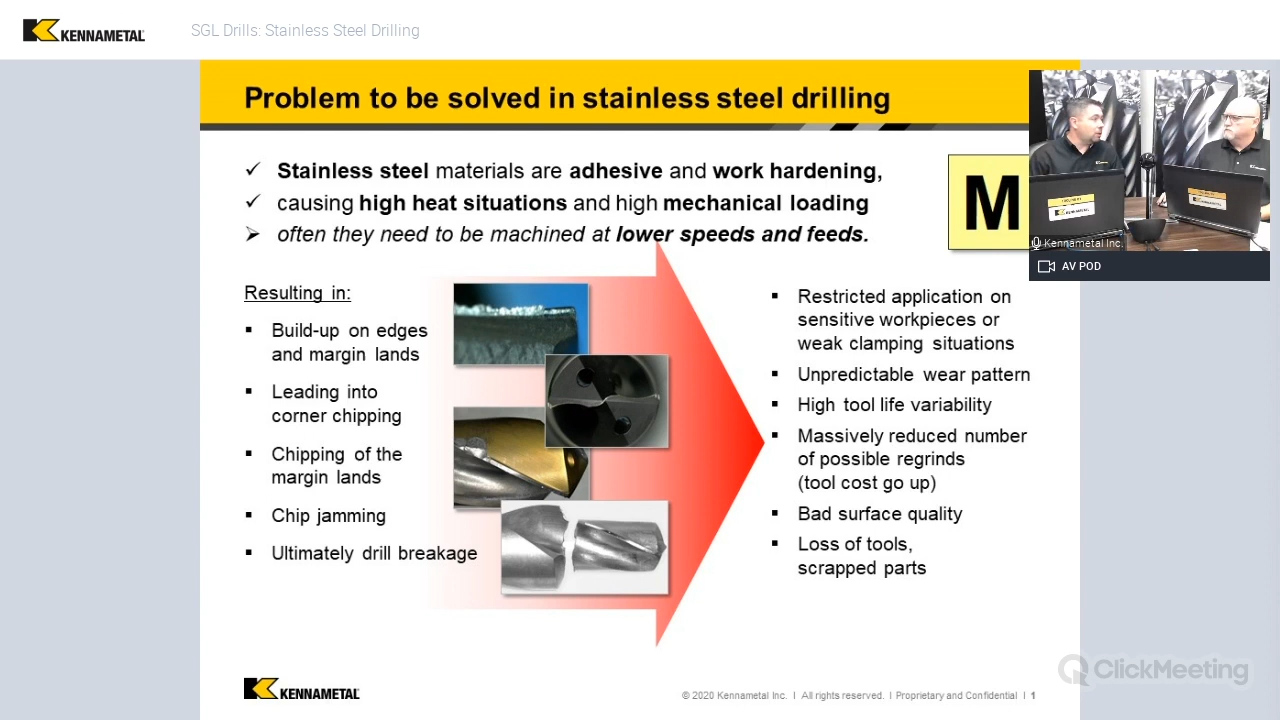 KENNAMETAL
SGL Drills: Stainless Steel Drilling
Problem to be solved in stainless steel drilling
Stainless steel materials are adhesive and work hardening,
causing high heat situations and high mechanical loading
often they need to be machined at lower speeds and feeds.
M
Kennametal Inc.
AV POD
Resulting in:
Build-up on edges
and margin lands
Leading into
corner chipping
Chipping of the
margin lands
Chip jamming
Ultimately drill breakage
Restricted application on
sensitive workpieces or
weak clamping situations
Unpredictable wear pattern
High tool life variability
Massively reduced number
of possible regrinds
(tool cost go up)
Bad surface quality
Loss of tools,
scrapped parts
ClickMeeting
KENNAMETAL
© 2020 Kennametal Inc. I All rights reserved. I Proprietary and Confidential I 1